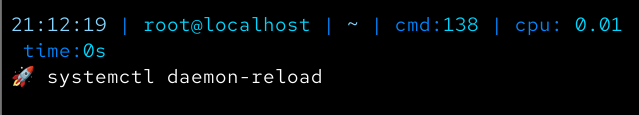 21:12:19 | root@localhost | ~ | cmd:138 | cpu: 0.01
time:0s
🚀 systemctl daemon-reload